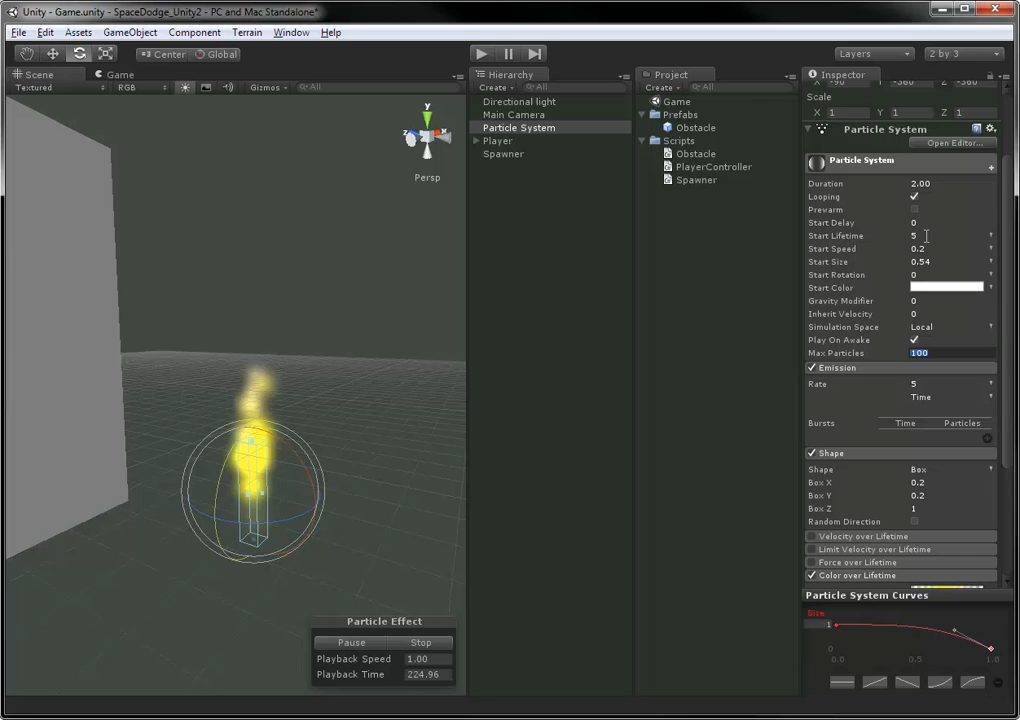 Unity - Game.unity - SpaceDodge_Unity2 - PC and Mac Standalone*
File Edit Assets GameObject Component Terrain Window Help
Center Global Layers 2 by 3
Scene Game
Textured RGB Gizmos All
y
z x
Persp
Particle Effect
Pause Stop
Playback Speed 1.00
Playback Time 224.96
Hierarchy
Create All
Directional light
Main Camera
Particle System
Player
Spawner
Project
Create All
Game
Prefabs
Obstacle
Scripts
Obstacle
PlayerController
Spawner
Inspector
X -90 Y -360 Z -360
Scale
X 1 Y 1 Z 1
Particle System
Open Editor...
Particle System
Duration 2.00
Looping
Prewarm
Start Delay 0
Start Lifetime 5
Start Speed 0.2
Start Size 0.54
Start Rotation 0
Start Color
Gravity Modifier 0
Inherit Velocity 0
Simulation Space Local
Play On Awake
Max Particles 100
Emission
Rate 5
Time
Bursts Time Particles
Shape
Shape Box
Box X 0.2
Box Y 0.2
Box Z 1
Random Direction
Velocity over Lifetime
Limit Velocity over Lifetime
Force over Lifetime
Color over Lifetime
Particle System Curves
Size
1
0
0.0 0.5 1.0